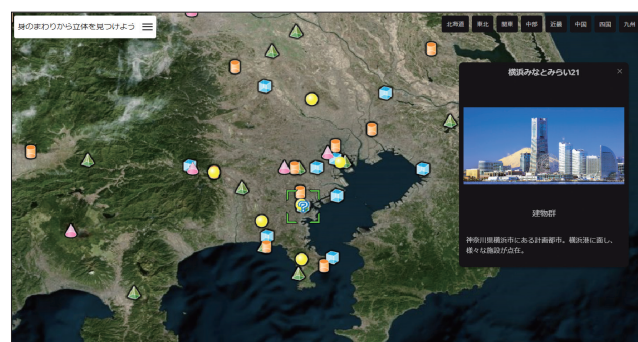 身のまわりから立体を見つけよう
北海道 東北 関東 中部 近畿 中国 四国 九州
横浜みなとみらい21
建物群
神奈川県横浜市にある計画都市。横浜港に面し、
様々な施設が点在。